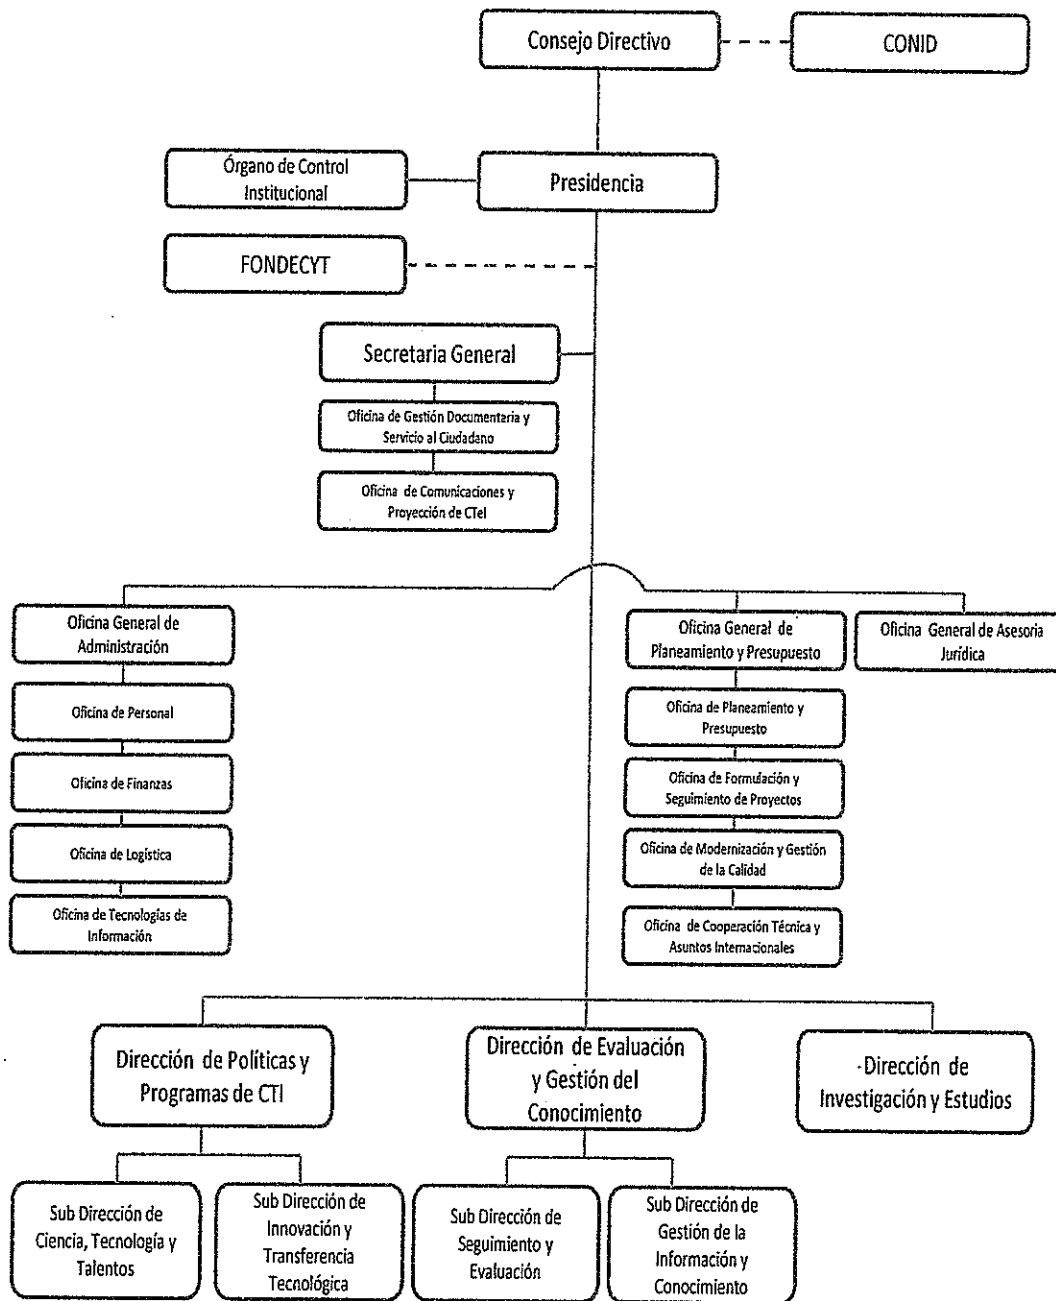 Consejo Directivo
CONID
Órgano de Control
Institucional
Presidencia
FONDECYT
Secretaria General
Oficina de Gestión Documentaria y
Servicio al Ciudadano
Oficina de Comunicaciones y
Proyección de CTeI
Oficina General de
Administración
Oficina de Personal
Oficina de Finanzas
Oficina de Logística
Oficina de Tecnologías de
Información
Oficina General de
Planeamiento y Presupuesto
Oficina General de Asesoria
Jurídica
Oficina de Planeamiento y
Presupuesto
Oficina de Formulación y
Seguimiento de Proyectos
Oficina de Modernización y Gestión
de la Calidad
Oficina de Cooperación Técnica y
Asuntos Internacionales
Dirección de Políticas y
Programas de CTI
Dirección de Evaluación
y Gestión del
Conocimiento
Dirección de
Investigación y Estudios
Sub Dirección de
Ciencia, Tecnología y
Talentos
Sub Dirección de
Innovación y
Transferencia
Tecnológica
Sub Dirección de
Seguimiento y
Evaluación
Sub Dirección de
Gestión de la
Información y
Conocimiento